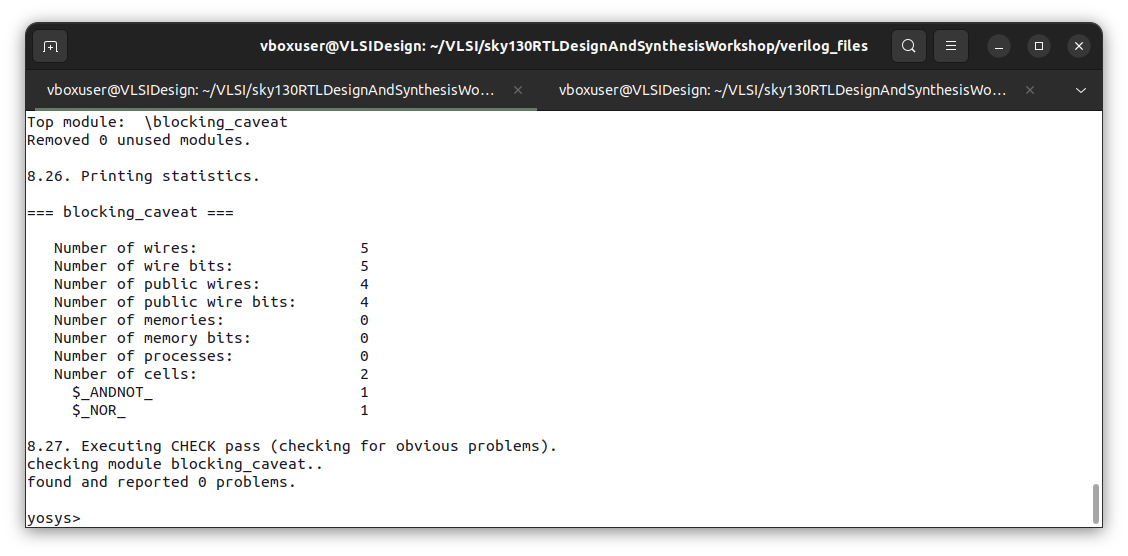 vboxuser@VLSIDesign: ~/VLSI/sky130RTLDesignAndSynthesisWorkshop/verilog_files
vboxuser@VLSIDesign: ~/VLSI/sky130RTLDesignAndSynthesisWo...
vboxuser@VLSIDesign: ~/VLSI/sky130RTLDesignAndSynthesisWo...
Top module:  \blocking_caveat
Removed 0 unused modules.
8.26. Printing statistics.
=== blocking_caveat ===
Number of wires: 5
Number of wire bits: 5
Number of public wires: 4
Number of public wire bits: 4
Number of memories: 0
Number of memory bits: 0
Number of processes: 0
Number of cells: 2
$_ANDNOT_ 1
$_NOR_ 1
8.27. Executing CHECK pass (checking for obvious problems).
checking module blocking_caveat..
found and reported 0 problems.
yosys>